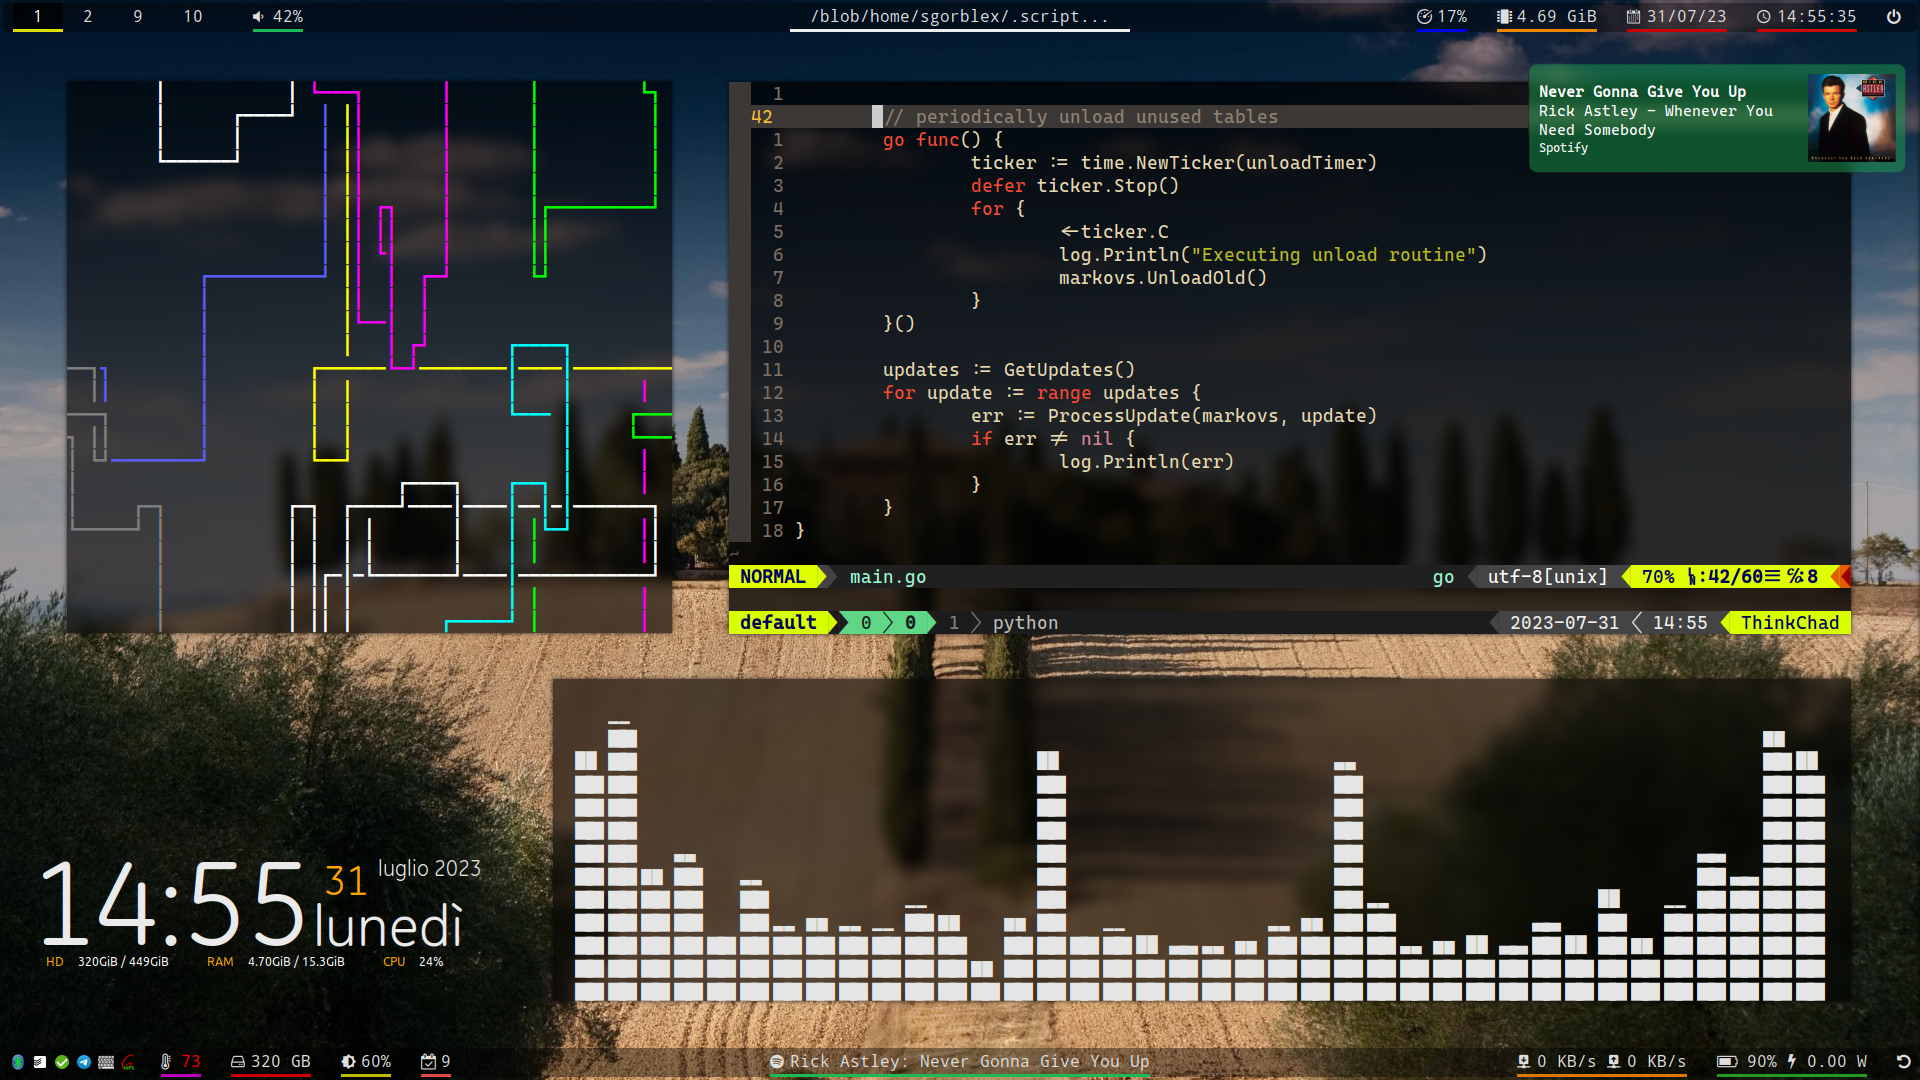 1 2 9 10 42% /blob/home/sgorblex/.script... 17% 4.69 GiB 31/07/23 14:55:35
Never Gonna Give You Up
Rick Astley – Whenever You
Need Somebody
Spotify
ASTLEY
1
42 // periodically unload unused tables
1 go func() {
2 ticker := time.NewTicker(unloadTimer)
3 defer ticker.Stop()
4 for {
5 <-ticker.C
6 log.Println("Executing unload routine")
7 markovs.UnloadOld()
8 }
9 }()
10
11 updates := GetUpdates()
12 for update := range updates {
13 err := ProcessUpdate(markovs, update)
14 if err != nil {
15 log.Println(err)
16 }
17 }
18 }
~
NORMAL main.go go utf-8[unix] 70% ㏑:42/60☰ ℅:8
default 0 0 1 python 2023-07-31 14:55 ThinkChad
14:55 31 luglio 2023
lunedì
HD 320GiB / 449GiB RAM 4.70GiB / 15.3GiB CPU 24%
73 320 GB 60% 9 Rick Astley: Never Gonna Give You Up 0 KB/s 0 KB/s 90% 0.00 W